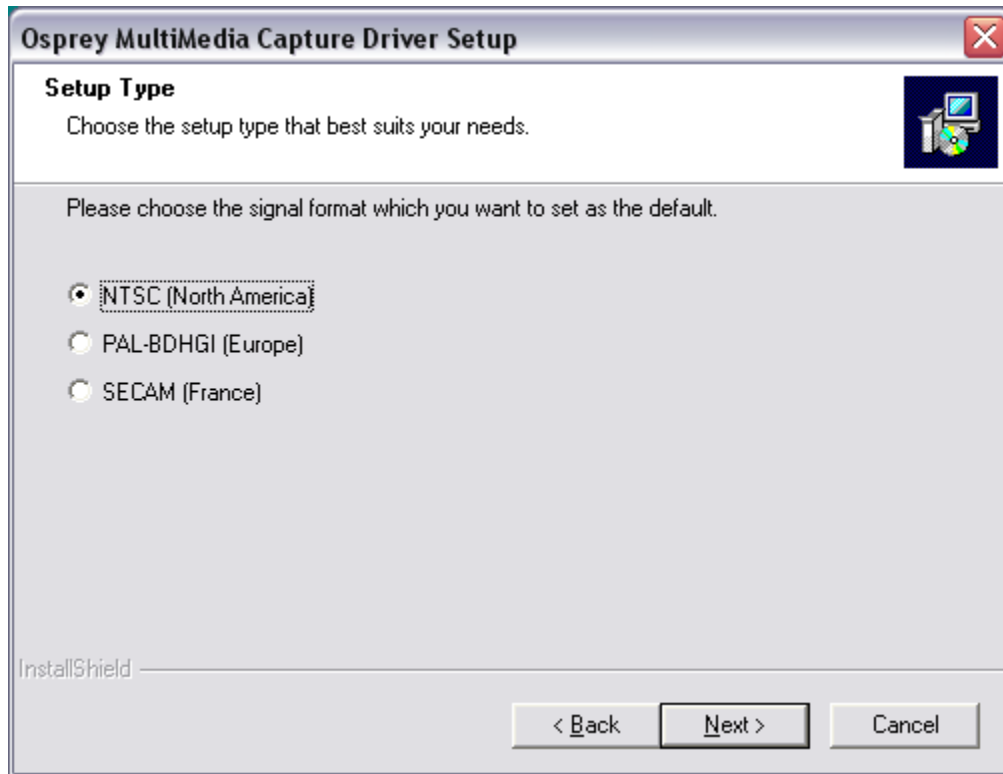 Osprey MultiMedia Capture Driver Setup
Setup Type
Choose the setup type that best suits your needs.
Please choose the signal format which you want to set as the default.
NTSC (North America)
PAL-BDHGI (Europe)
SECAM (France)
InstallShield
< Back Next > Cancel